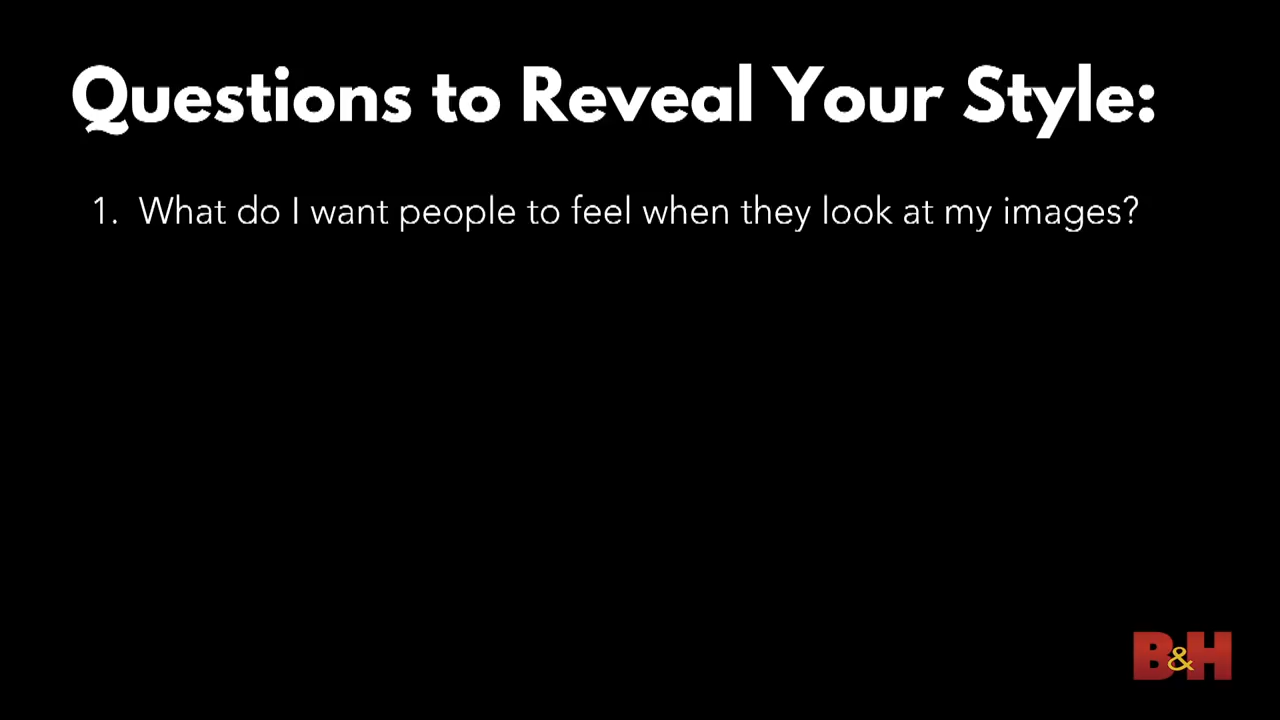 Questions to Reveal Your Style:
1. What do I want people to feel when they look at my images?
B&H